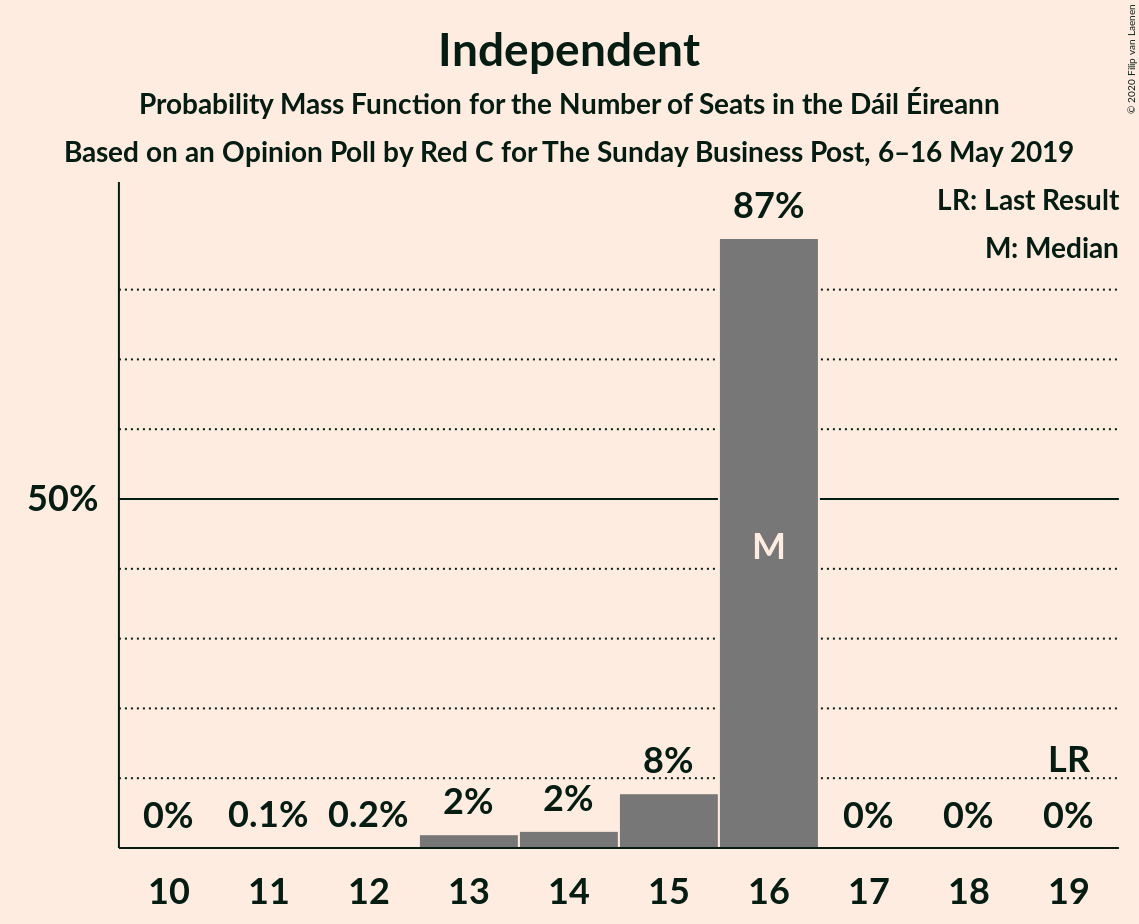 Independent
Probability Mass Function for the Number of Seats in the Dáil Éireann
Based on an Opinion Poll by Red C for The Sunday Business Post, 6–16 May 2019
© 2020 Filip van Laenen
LR: Last Result
M: Median
87%
50%
M
LR
0% 0.1% 0.2% 2% 2% 8% 0% 0% 0%
10 11 12 13 14 15 16 17 18 19